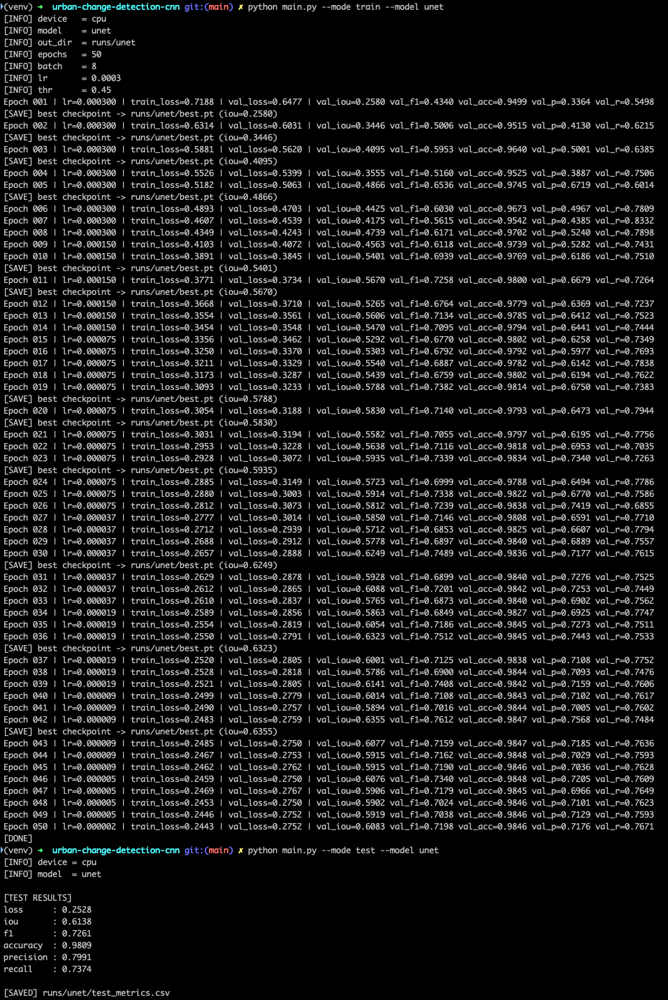 (venv) ➜  urban-change-detection-cnn git:(main) ✗ python main.py --mode train --model unet
[INFO] device   = cpu
[INFO] model    = unet
[INFO] out_dir  = runs/unet
[INFO] epochs   = 50
[INFO] batch    = 8
[INFO] lr       = 0.0003
[INFO] thr      = 0.45
Epoch 001 | lr=0.000300 | train_loss=0.7188 | val_loss=0.6477 | val_iou=0.2580 val_f1=0.4340 val_acc=0.9499 val_p=0.3364 val_r=0.5498
[SAVE] best checkpoint -> runs/unet/best.pt (iou=0.2580)
Epoch 002 | lr=0.000300 | train_loss=0.6314 | val_loss=0.6031 | val_iou=0.3446 val_f1=0.5006 val_acc=0.9515 val_p=0.4130 val_r=0.6215
[SAVE] best checkpoint -> runs/unet/best.pt (iou=0.3446)
Epoch 003 | lr=0.000300 | train_loss=0.5881 | val_loss=0.5620 | val_iou=0.4095 val_f1=0.5953 val_acc=0.9640 val_p=0.5001 val_r=0.6385
[SAVE] best checkpoint -> runs/unet/best.pt (iou=0.4095)
Epoch 004 | lr=0.000300 | train_loss=0.5526 | val_loss=0.5399 | val_iou=0.3555 val_f1=0.5160 val_acc=0.9525 val_p=0.3887 val_r=0.7506
Epoch 005 | lr=0.000300 | train_loss=0.5182 | val_loss=0.5063 | val_iou=0.4866 val_f1=0.6536 val_acc=0.9745 val_p=0.6719 val_r=0.6014
[SAVE] best checkpoint -> runs/unet/best.pt (iou=0.4866)
Epoch 006 | lr=0.000300 | train_loss=0.4893 | val_loss=0.4703 | val_iou=0.4425 val_f1=0.6030 val_acc=0.9673 val_p=0.4967 val_r=0.7809
Epoch 007 | lr=0.000300 | train_loss=0.4607 | val_loss=0.4539 | val_iou=0.4175 val_f1=0.5615 val_acc=0.9542 val_p=0.4385 val_r=0.8332
Epoch 008 | lr=0.000300 | train_loss=0.4349 | val_loss=0.4243 | val_iou=0.4739 val_f1=0.6171 val_acc=0.9702 val_p=0.5240 val_r=0.7898
Epoch 009 | lr=0.000150 | train_loss=0.4103 | val_loss=0.4072 | val_iou=0.4563 val_f1=0.6118 val_acc=0.9739 val_p=0.5282 val_r=0.7431
Epoch 010 | lr=0.000150 | train_loss=0.3891 | val_loss=0.3845 | val_iou=0.5401 val_f1=0.6939 val_acc=0.9769 val_p=0.6186 val_r=0.7510
[SAVE] best checkpoint -> runs/unet/best.pt (iou=0.5401)
Epoch 011 | lr=0.000150 | train_loss=0.3771 | val_loss=0.3734 | val_iou=0.5670 val_f1=0.7258 val_acc=0.9800 val_p=0.6679 val_r=0.7264
[SAVE] best checkpoint -> runs/unet/best.pt (iou=0.5670)
Epoch 012 | lr=0.000150 | train_loss=0.3668 | val_loss=0.3710 | val_iou=0.5265 val_f1=0.6764 val_acc=0.9779 val_p=0.6369 val_r=0.7237
Epoch 013 | lr=0.000150 | train_loss=0.3554 | val_loss=0.3561 | val_iou=0.5606 val_f1=0.7134 val_acc=0.9785 val_p=0.6412 val_r=0.7523
Epoch 014 | lr=0.000150 | train_loss=0.3454 | val_loss=0.3548 | val_iou=0.5470 val_f1=0.7095 val_acc=0.9794 val_p=0.6441 val_r=0.7444
Epoch 015 | lr=0.000075 | train_loss=0.3356 | val_loss=0.3462 | val_iou=0.5292 val_f1=0.6770 val_acc=0.9802 val_p=0.6258 val_r=0.7349
Epoch 016 | lr=0.000075 | train_loss=0.3250 | val_loss=0.3370 | val_iou=0.5303 val_f1=0.6792 val_acc=0.9792 val_p=0.5977 val_r=0.7693
Epoch 017 | lr=0.000075 | train_loss=0.3211 | val_loss=0.3329 | val_iou=0.5540 val_f1=0.6887 val_acc=0.9782 val_p=0.6142 val_r=0.7838
Epoch 018 | lr=0.000075 | train_loss=0.3173 | val_loss=0.3287 | val_iou=0.5439 val_f1=0.6759 val_acc=0.9802 val_p=0.6194 val_r=0.7622
Epoch 019 | lr=0.000075 | train_loss=0.3093 | val_loss=0.3233 | val_iou=0.5788 val_f1=0.7382 val_acc=0.9814 val_p=0.6750 val_r=0.7383
[SAVE] best checkpoint -> runs/unet/best.pt (iou=0.5788)
Epoch 020 | lr=0.000075 | train_loss=0.3054 | val_loss=0.3188 | val_iou=0.5830 val_f1=0.7140 val_acc=0.9793 val_p=0.6473 val_r=0.7944
[SAVE] best checkpoint -> runs/unet/best.pt (iou=0.5830)
Epoch 021 | lr=0.000075 | train_loss=0.3031 | val_loss=0.3194 | val_iou=0.5582 val_f1=0.7055 val_acc=0.9797 val_p=0.6195 val_r=0.7756
Epoch 022 | lr=0.000075 | train_loss=0.2953 | val_loss=0.3228 | val_iou=0.5638 val_f1=0.7116 val_acc=0.9818 val_p=0.6953 val_r=0.7035
Epoch 023 | lr=0.000075 | train_loss=0.2928 | val_loss=0.3072 | val_iou=0.5935 val_f1=0.7339 val_acc=0.9834 val_p=0.7340 val_r=0.7263
[SAVE] best checkpoint -> runs/unet/best.pt (iou=0.5935)
Epoch 024 | lr=0.000075 | train_loss=0.2885 | val_loss=0.3149 | val_iou=0.5723 val_f1=0.6999 val_acc=0.9788 val_p=0.6494 val_r=0.7786
Epoch 025 | lr=0.000075 | train_loss=0.2880 | val_loss=0.3003 | val_iou=0.5914 val_f1=0.7338 val_acc=0.9822 val_p=0.6770 val_r=0.7586
Epoch 026 | lr=0.000075 | train_loss=0.2812 | val_loss=0.3073 | val_iou=0.5812 val_f1=0.7239 val_acc=0.9838 val_p=0.7419 val_r=0.6855
Epoch 027 | lr=0.000037 | train_loss=0.2777 | val_loss=0.3014 | val_iou=0.5850 val_f1=0.7146 val_acc=0.9808 val_p=0.6591 val_r=0.7710
Epoch 028 | lr=0.000037 | train_loss=0.2712 | val_loss=0.2939 | val_iou=0.5712 val_f1=0.6853 val_acc=0.9825 val_p=0.6607 val_r=0.7794
Epoch 029 | lr=0.000037 | train_loss=0.2688 | val_loss=0.2912 | val_iou=0.5778 val_f1=0.6897 val_acc=0.9840 val_p=0.6889 val_r=0.7557
Epoch 030 | lr=0.000037 | train_loss=0.2657 | val_loss=0.2888 | val_iou=0.6249 val_f1=0.7489 val_acc=0.9836 val_p=0.7177 val_r=0.7615
[SAVE] best checkpoint -> runs/unet/best.pt (iou=0.6249)
Epoch 031 | lr=0.000037 | train_loss=0.2629 | val_loss=0.2878 | val_iou=0.5928 val_f1=0.6899 val_acc=0.9840 val_p=0.7276 val_r=0.7525
Epoch 032 | lr=0.000037 | train_loss=0.2612 | val_loss=0.2865 | val_iou=0.6088 val_f1=0.7201 val_acc=0.9842 val_p=0.7253 val_r=0.7449
Epoch 033 | lr=0.000037 | train_loss=0.2610 | val_loss=0.2837 | val_iou=0.5765 val_f1=0.6873 val_acc=0.9840 val_p=0.6902 val_r=0.7562
Epoch 034 | lr=0.000019 | train_loss=0.2589 | val_loss=0.2856 | val_iou=0.5863 val_f1=0.6849 val_acc=0.9827 val_p=0.6925 val_r=0.7747
Epoch 035 | lr=0.000019 | train_loss=0.2554 | val_loss=0.2819 | val_iou=0.6054 val_f1=0.7186 val_acc=0.9845 val_p=0.7273 val_r=0.7511
Epoch 036 | lr=0.000019 | train_loss=0.2550 | val_loss=0.2791 | val_iou=0.6323 val_f1=0.7512 val_acc=0.9845 val_p=0.7443 val_r=0.7533
[SAVE] best checkpoint -> runs/unet/best.pt (iou=0.6323)
Epoch 037 | lr=0.000019 | train_loss=0.2520 | val_loss=0.2805 | val_iou=0.6001 val_f1=0.7125 val_acc=0.9838 val_p=0.7108 val_r=0.7752
Epoch 038 | lr=0.000019 | train_loss=0.2528 | val_loss=0.2818 | val_iou=0.5786 val_f1=0.6900 val_acc=0.9844 val_p=0.7093 val_r=0.7476
Epoch 039 | lr=0.000019 | train_loss=0.2521 | val_loss=0.2805 | val_iou=0.6141 val_f1=0.7408 val_acc=0.9842 val_p=0.7159 val_r=0.7606
Epoch 040 | lr=0.000009 | train_loss=0.2499 | val_loss=0.2779 | val_iou=0.6014 val_f1=0.7108 val_acc=0.9843 val_p=0.7102 val_r=0.7617
Epoch 041 | lr=0.000009 | train_loss=0.2490 | val_loss=0.2757 | val_iou=0.5894 val_f1=0.7016 val_acc=0.9844 val_p=0.7005 val_r=0.7602
Epoch 042 | lr=0.000009 | train_loss=0.2483 | val_loss=0.2759 | val_iou=0.6355 val_f1=0.7612 val_acc=0.9847 val_p=0.7568 val_r=0.7484
[SAVE] best checkpoint -> runs/unet/best.pt (iou=0.6355)
Epoch 043 | lr=0.000009 | train_loss=0.2485 | val_loss=0.2750 | val_iou=0.6077 val_f1=0.7159 val_acc=0.9847 val_p=0.7185 val_r=0.7636
Epoch 044 | lr=0.000009 | train_loss=0.2467 | val_loss=0.2753 | val_iou=0.5915 val_f1=0.7162 val_acc=0.9848 val_p=0.7029 val_r=0.7593
Epoch 045 | lr=0.000009 | train_loss=0.2462 | val_loss=0.2762 | val_iou=0.5915 val_f1=0.7190 val_acc=0.9846 val_p=0.7036 val_r=0.7628
Epoch 046 | lr=0.000005 | train_loss=0.2459 | val_loss=0.2750 | val_iou=0.6076 val_f1=0.7340 val_acc=0.9848 val_p=0.7205 val_r=0.7609
Epoch 047 | lr=0.000005 | train_loss=0.2469 | val_loss=0.2767 | val_iou=0.5906 val_f1=0.7179 val_acc=0.9845 val_p=0.6966 val_r=0.7649
Epoch 048 | lr=0.000005 | train_loss=0.2453 | val_loss=0.2750 | val_iou=0.5902 val_f1=0.7024 val_acc=0.9846 val_p=0.7101 val_r=0.7623
Epoch 049 | lr=0.000005 | train_loss=0.2446 | val_loss=0.2752 | val_iou=0.5919 val_f1=0.7038 val_acc=0.9846 val_p=0.7129 val_r=0.7593
Epoch 050 | lr=0.000002 | train_loss=0.2443 | val_loss=0.2752 | val_iou=0.6083 val_f1=0.7198 val_acc=0.9846 val_p=0.7176 val_r=0.7671
[DONE]
(venv) ➜  urban-change-detection-cnn git:(main) ✗ python main.py --mode test --model unet
[INFO] device = cpu
[INFO] model  = unet
[TEST RESULTS]
loss      : 0.2528
iou       : 0.6138
f1        : 0.7261
accuracy  : 0.9809
precision : 0.7991
recall    : 0.7374
[SAVED] runs/unet/test_metrics.csv